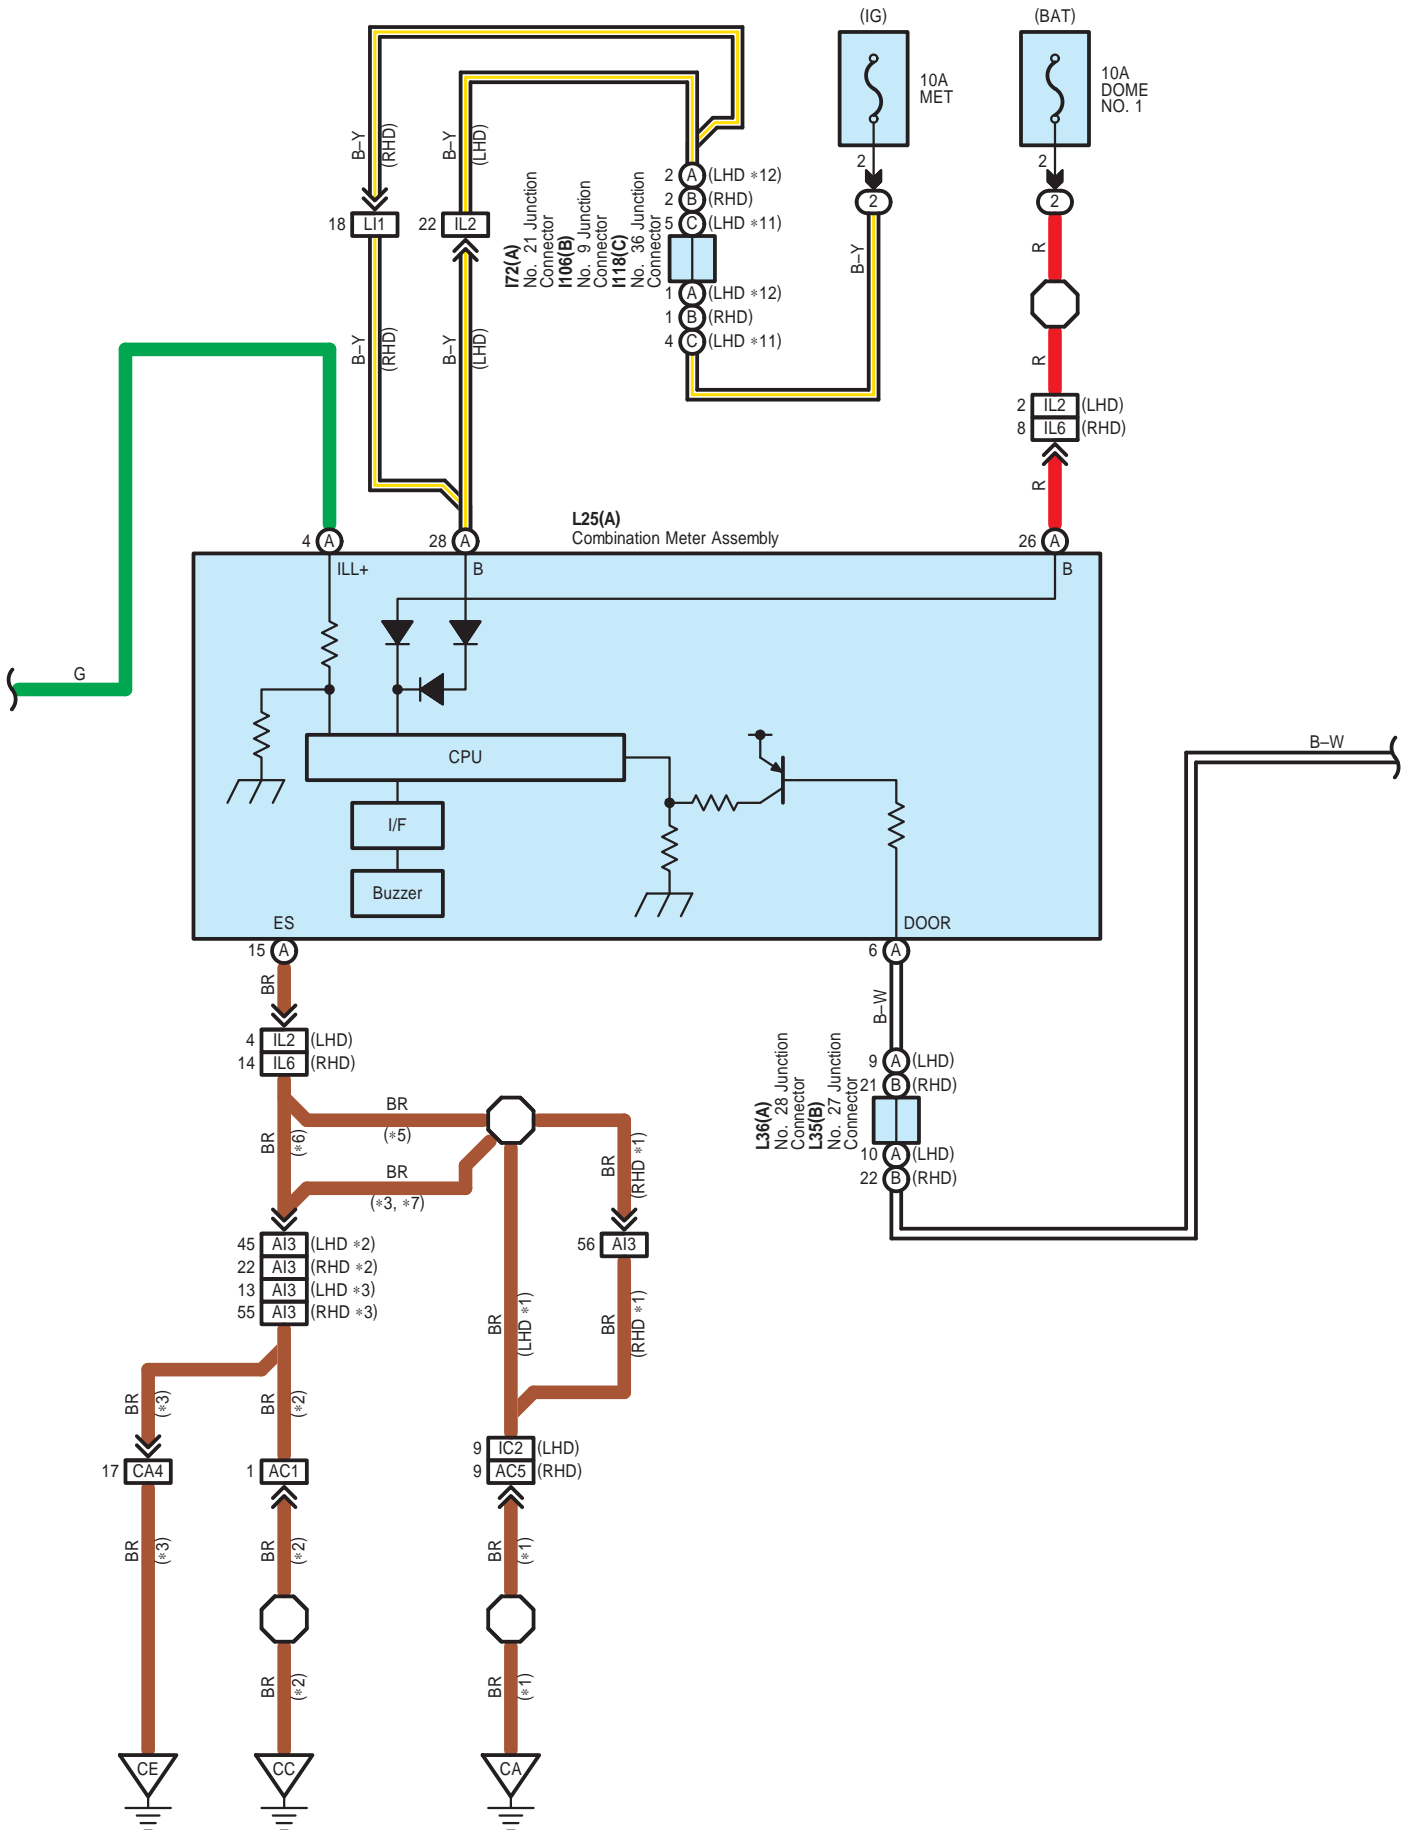 (IG)
(BAT)
10A
MET
10A
DOME
NO. 1
2
2
2
2
B–Y
(RHD)
B–Y
(LHD)
18 LI1
22 IL2
I72(A)
No. 21 Junction
Connector
I106(B)
No. 9 Junction
Connector
I118(C)
No. 36 Junction
Connector
2 A (LHD *12)
2 B (RHD)
5 C (LHD *11)
1 A (LHD *12)
1 B (RHD)
4 C (LHD *11)
B–Y
R
R
B–Y
(RHD)
B–Y
(LHD)
2 IL2 (LHD)
8 IL6 (RHD)
R
L25(A)
Combination Meter Assembly
4 A
28 A
26 A
ILL+
B
B
G
CPU
I/F
Buzzer
B–W
ES
DOOR
15 A
6 A
BR
B–W
4 IL2 (LHD)
14 IL6 (RHD)
L36(A)
No. 28 Junction
Connector
L35(B)
No. 27 Junction
Connector
9 A (LHD)
21 B (RHD)
10 A (LHD)
22 B (RHD)
BR
(*5)
BR
(*6)
BR
(*3, *7)
BR
(RHD *1)
45 AI3 (LHD *2)
22 AI3 (RHD *2)
13 AI3 (LHD *3)
55 AI3 (RHD *3)
56 AI3
BR
(LHD *1)
BR
(RHD *1)
BR
(*3)
BR
(*2)
17 CA4
1 AC1
9 IC2 (LHD)
9 AC5 (RHD)
BR
(*3)
BR
(*2)
BR
(*1)
BR
(*2)
BR
(*1)
CE
CC
CA